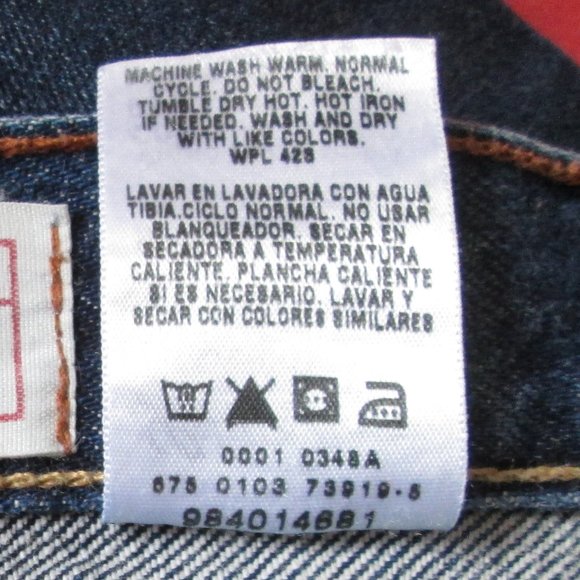 MACHINE WASH WARM. NORMAL
CYCLE. DO NOT BLEACH.
TUMBLE DRY HOT. HOT IRON
IF NEEDED. WASH AND DRY
WITH LIKE COLORS.
WPL 423
LAVAR EN LAVADORA CON AGUA
TIBIA.CICLO NORMAL. NO USAR
BLANQUEADOR. SECAR EN
SECADORA A TEMPERATURA
CALIENTE. PLANCHA CALIENTE
SI ES NECESARIO. LAVAR Y
SECAR CON COLORES SIMILARES
0001 0348A
675 0103 73919-5
984014681